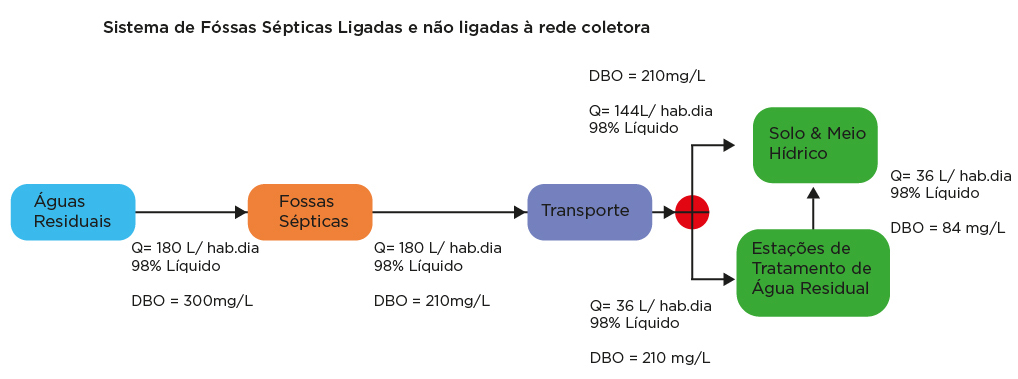 Sistema de Fóssas Sépticas Ligadas e não ligadas à rede coletora
Águas
Residuais
Q= 180 L/ hab.dia
98% Líquido
DBO = 300mg/L
Fossas
Sépticas
Q= 180 L/ hab.dia
98% Líquido
DBO = 210mg/L
Transporte
DBO = 210mg/L
Q= 144L/ hab.dia
98% Líquido
Solo & Meio
Hídrico
Q= 36 L/ hab.dia
98% Líquido
DBO = 210 mg/L
Estações de
Tratamento de
Água Residual
Q= 36 L/ hab.dia
98% Líquido
DBO = 84 mg/L